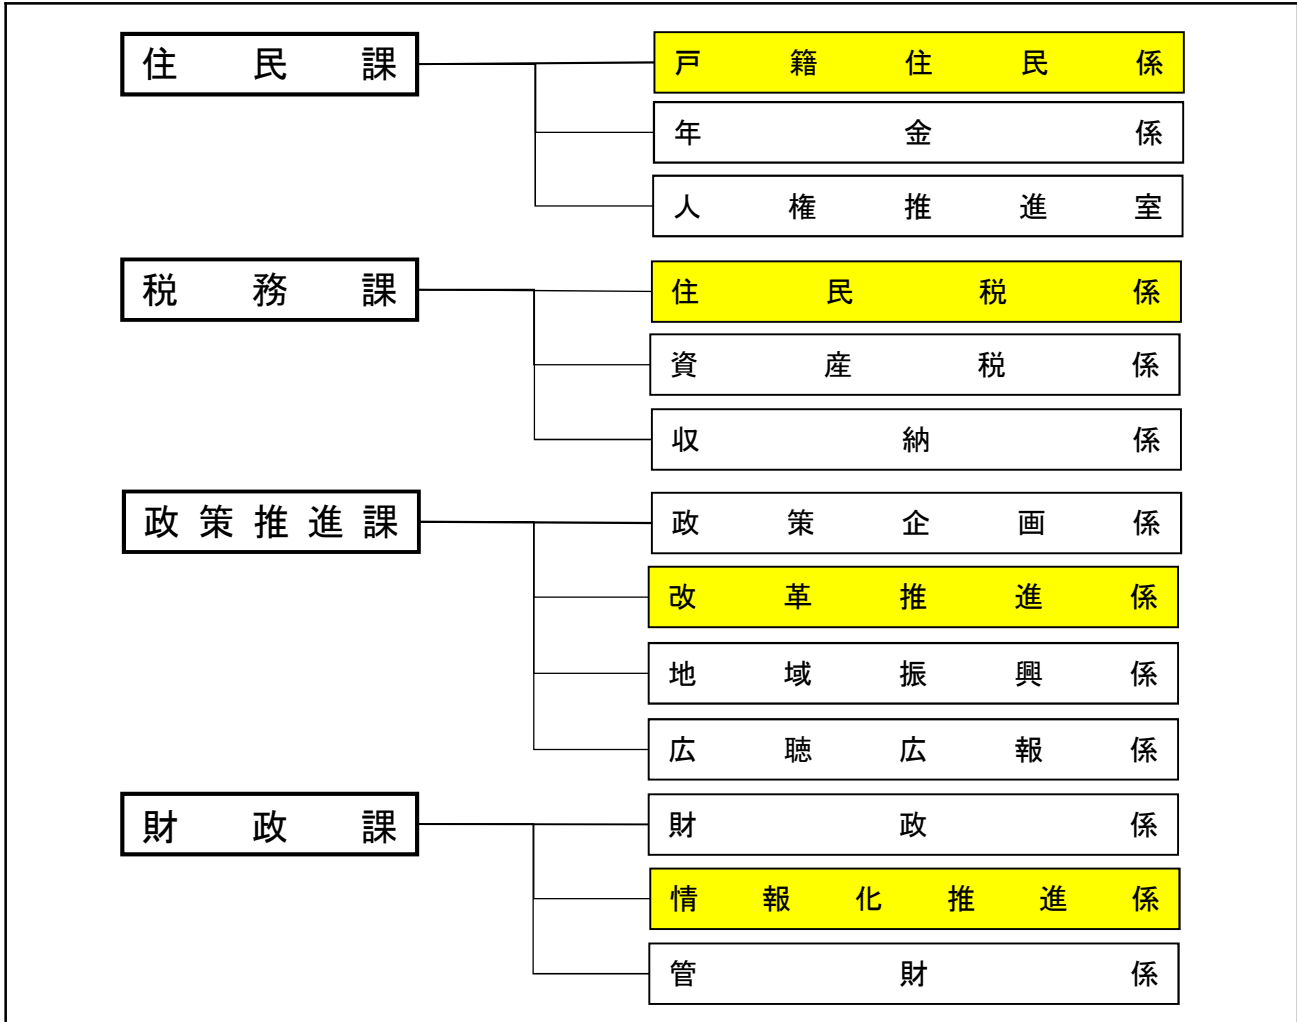 住民課
戸籍住民係
年金係
人権推進室
税務課
住民税係
資産税係
収納係
政策推進課
政策企画係
改革推進係
地域振興係
広聴広報係
財政課
財政係
情報化推進係
管財係